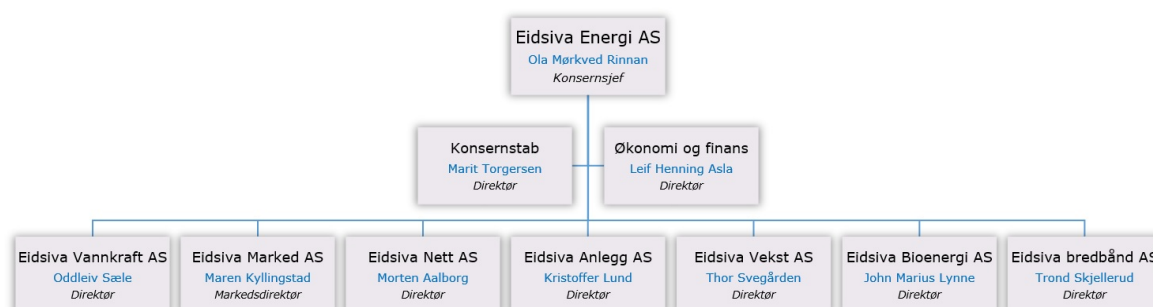 Eidsiva Energi AS
Ola Mørkved Rinnan
Konsernsjef
Konsernstab
Marit Torgersen
Direktør
Økonomi og finans
Leif Henning Asla
Direktør
Eidsiva Vannkraft AS
Oddleiv Sæle
Direktør
Eidsiva Marked AS
Maren Kyllingstad
Markedsdirektør
Eidsiva Nett AS
Morten Aalborg
Direktør
Eidsiva Anlegg AS
Kristoffer Lund
Direktør
Eidsiva Vekst AS
Thor Svegården
Direktør
Eidsiva Bioenergi AS
John Marius Lynne
Direktør
Eidsiva bredbånd AS
Trond Skjellerud
Direktør